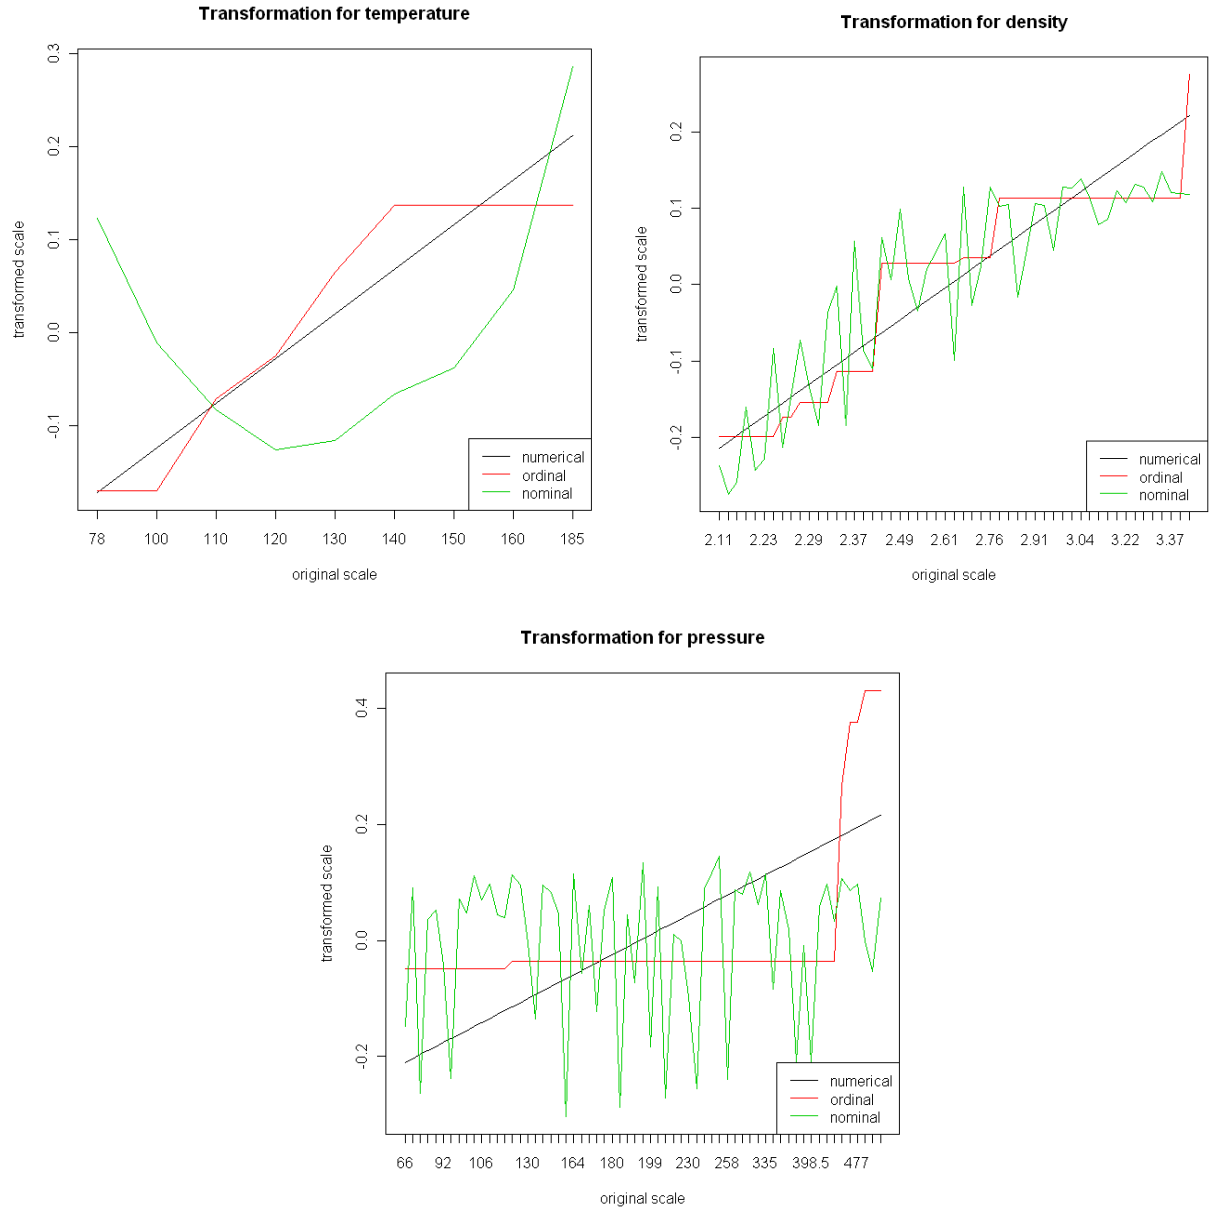 Transformation for temperature
transformed scale
0.3
0.2
0.1
0.0
-0.1
numerical
ordinal
nominal
78 100 110 120 130 140 150 160 185
original scale
Transformation for density
transformed scale
0.2
0.1
0.0
-0.1
-0.2
numerical
ordinal
nominal
2.11 2.23 2.29 2.37 2.49 2.61 2.76 2.91 3.04 3.22 3.37
original scale
Transformation for pressure
transformed scale
0.4
0.2
0.0
-0.2
numerical
ordinal
nominal
66 92 106 130 164 199 230 258 335 398.5 477
original scale